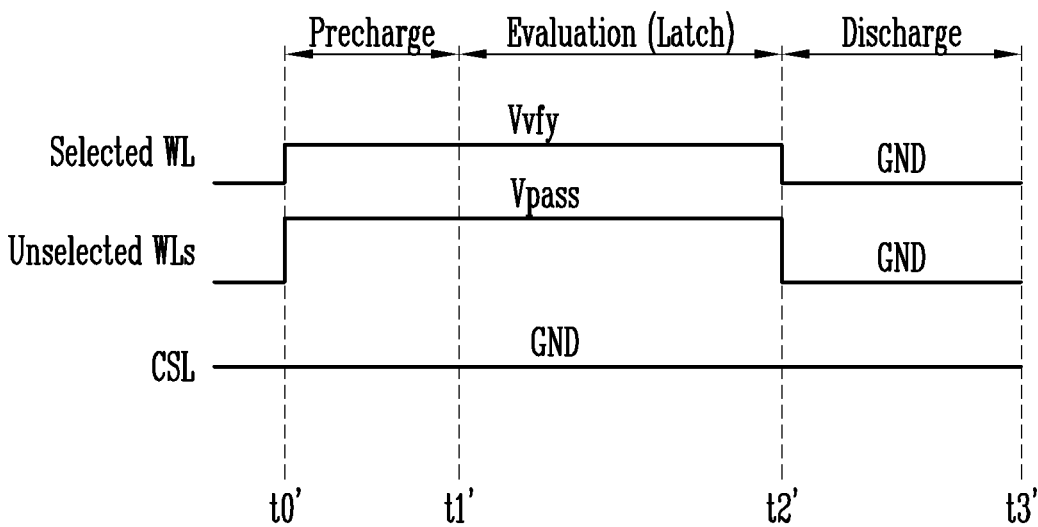 Precharge Evaluation (Latch) Discharge
Vvfy
Selected WL GND
Vpass
Unselected WLs GND
GND
CSL
t0' t1' t2' t3'